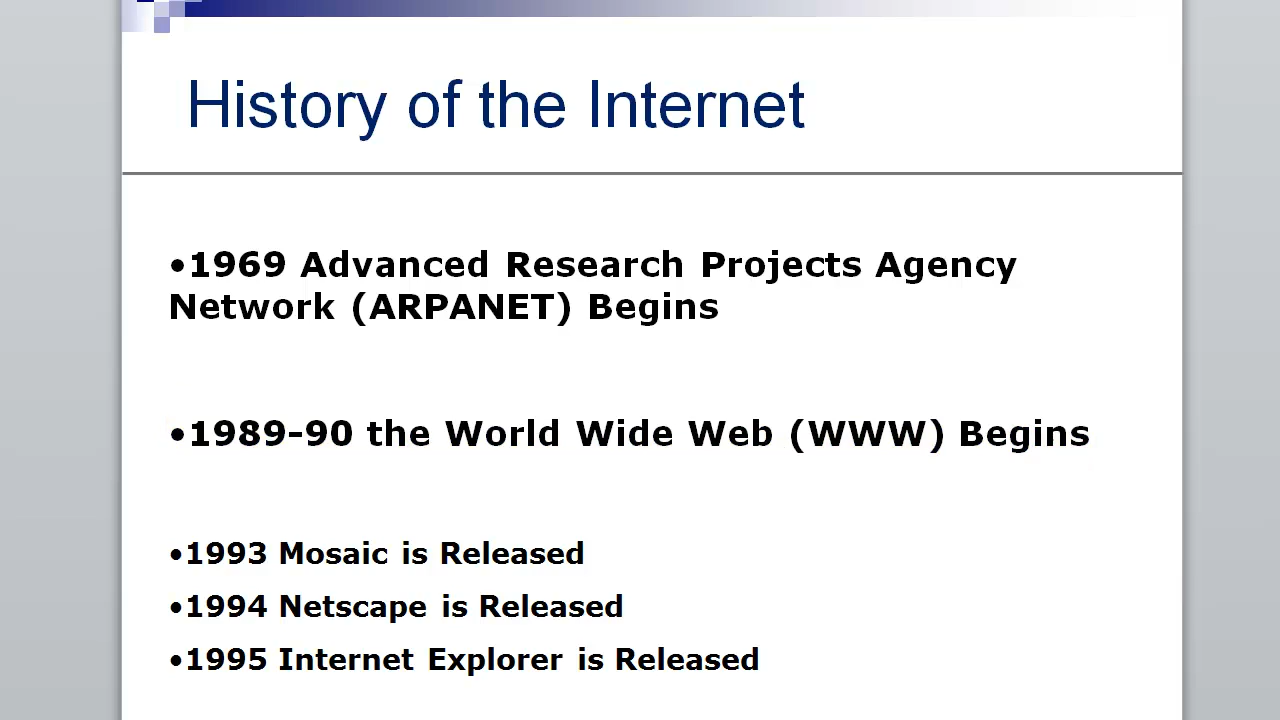 History of the Internet
•1969 Advanced Research Projects Agency
Network (ARPANET) Begins
•1989-90 the World Wide Web (WWW) Begins
•1993 Mosaic is Released
•1994 Netscape is Released
•1995 Internet Explorer is Released